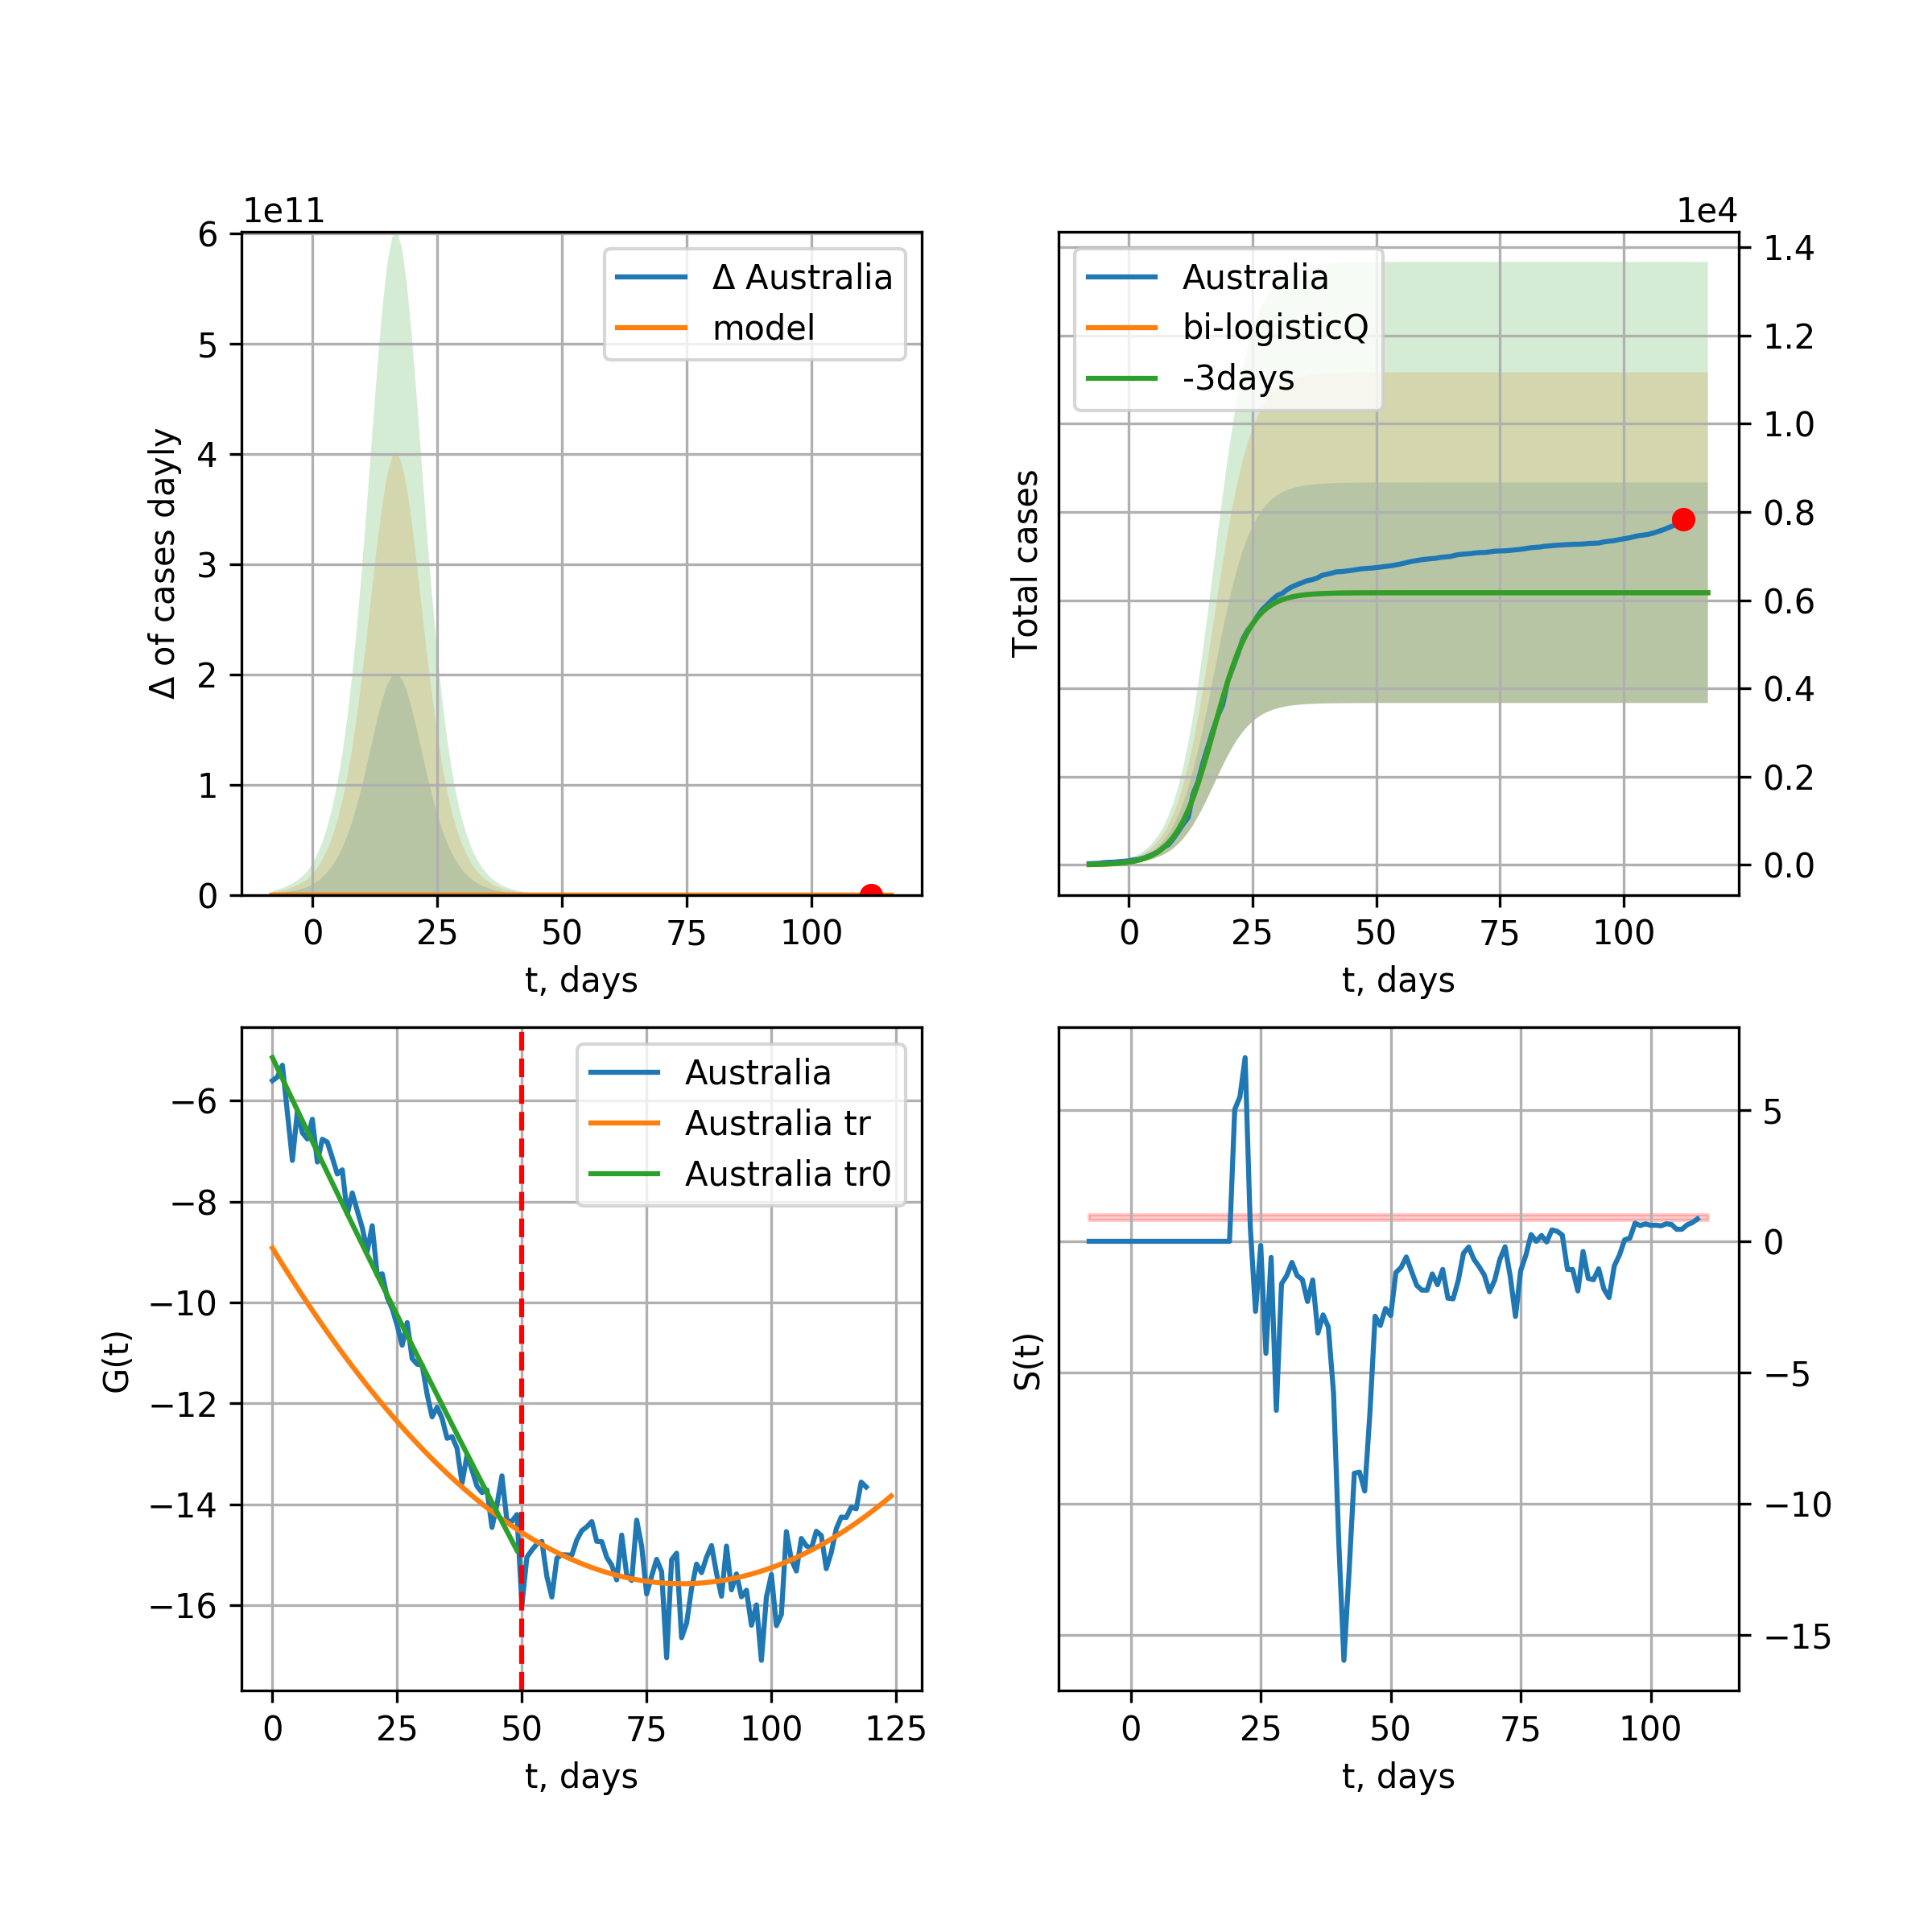 1e11
6
5
4
3
2
1
0
Δ of cases dayly
Δ Australia
model
0 25 50 75 100
t, days
1e4
1.4
1.2
1.0
0.8
0.6
0.4
0.2
0.0
Total cases
Australia
bi-logisticQ
-3days
0 25 50 75 100
t, days
−6
−8
−10
−12
−14
−16
G(t)
Australia
Australia tr
Australia tr0
0 25 50 75 100 125
t, days
5
0
−5
−10
−15
S(t)
0 25 50 75 100
t, days